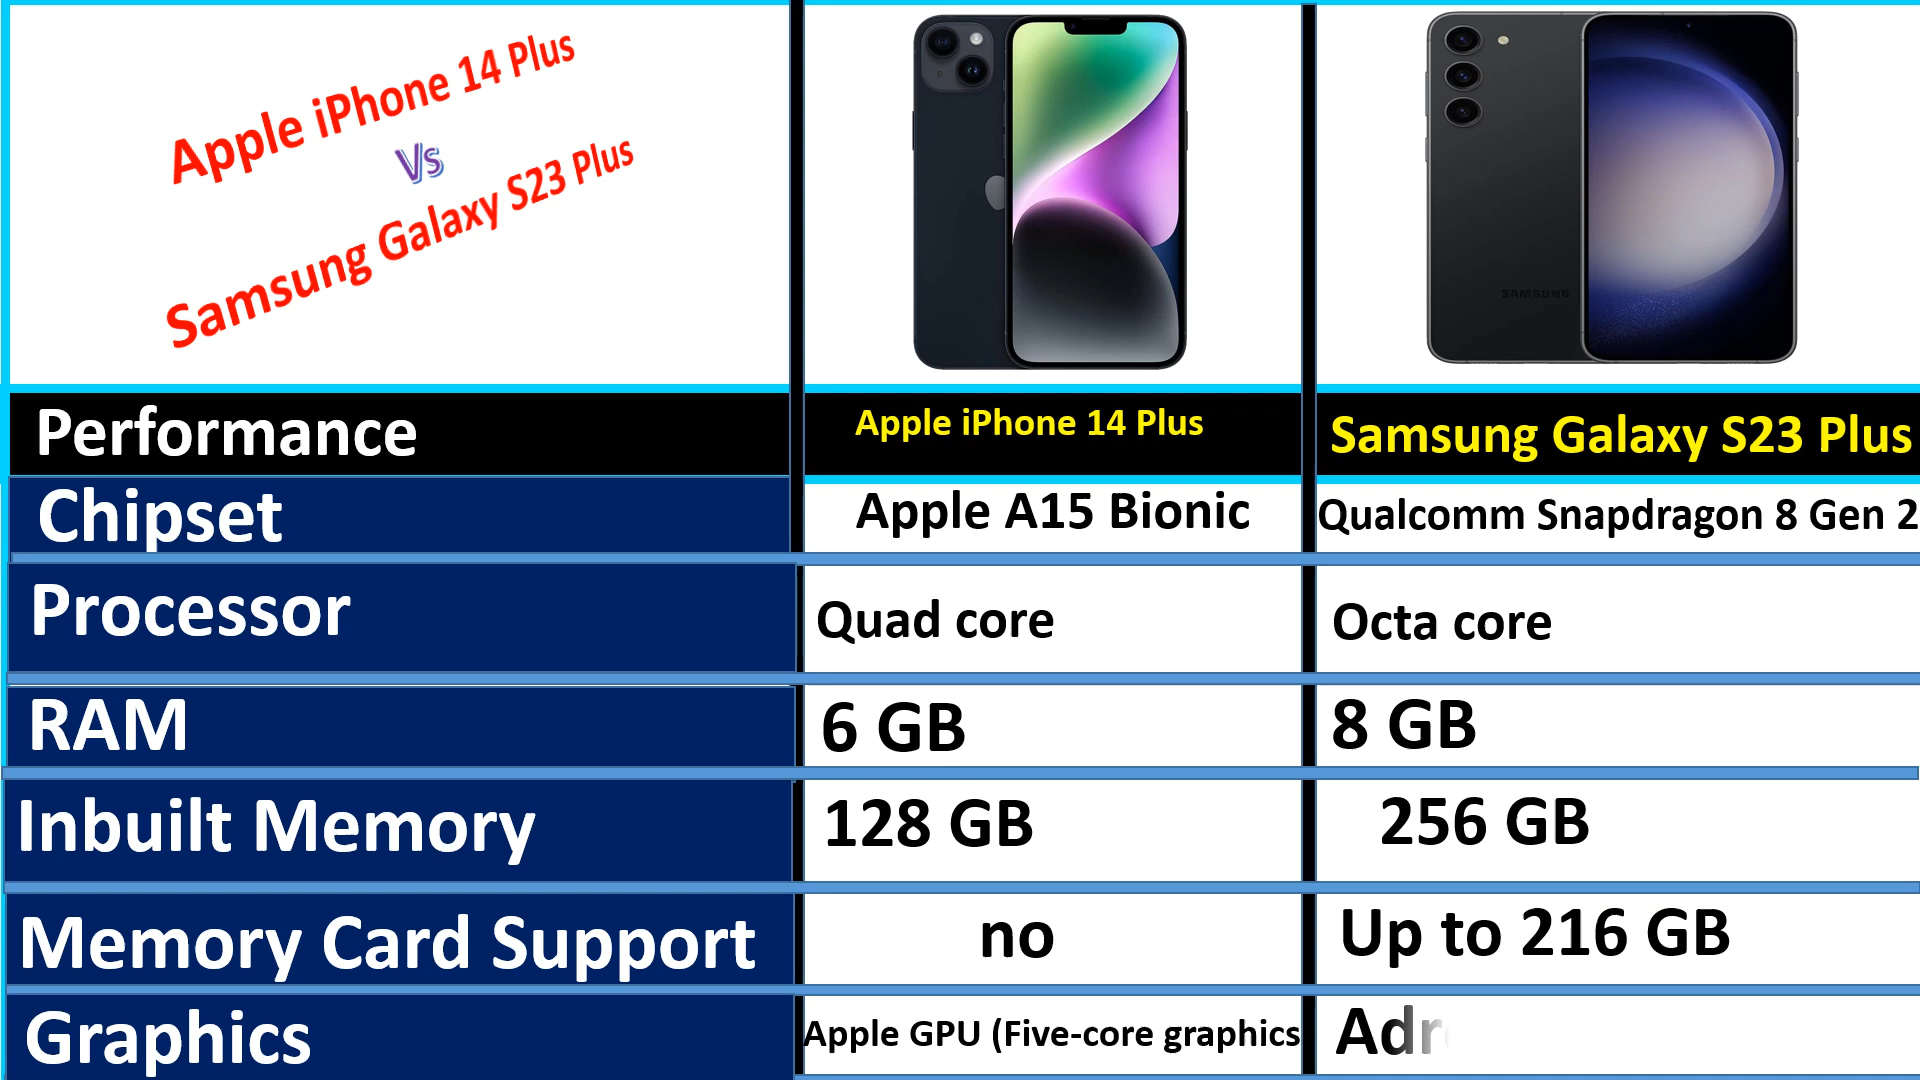 Apple iPhone 14 Plus
Vs
Samsung Galaxy S23 Plus
SAMSUNG
Performance
Apple iPhone 14 Plus
Samsung Galaxy S23 Plus
Chipset
Apple A15 Bionic
Qualcomm Snapdragon 8 Gen 2
Processor
Quad core
Octa core
RAM
6 GB
8 GB
Inbuilt Memory
128 GB
256 GB
Memory Card Support
no
Up to 216 GB
Graphics
Apple GPU (Five-core graphics